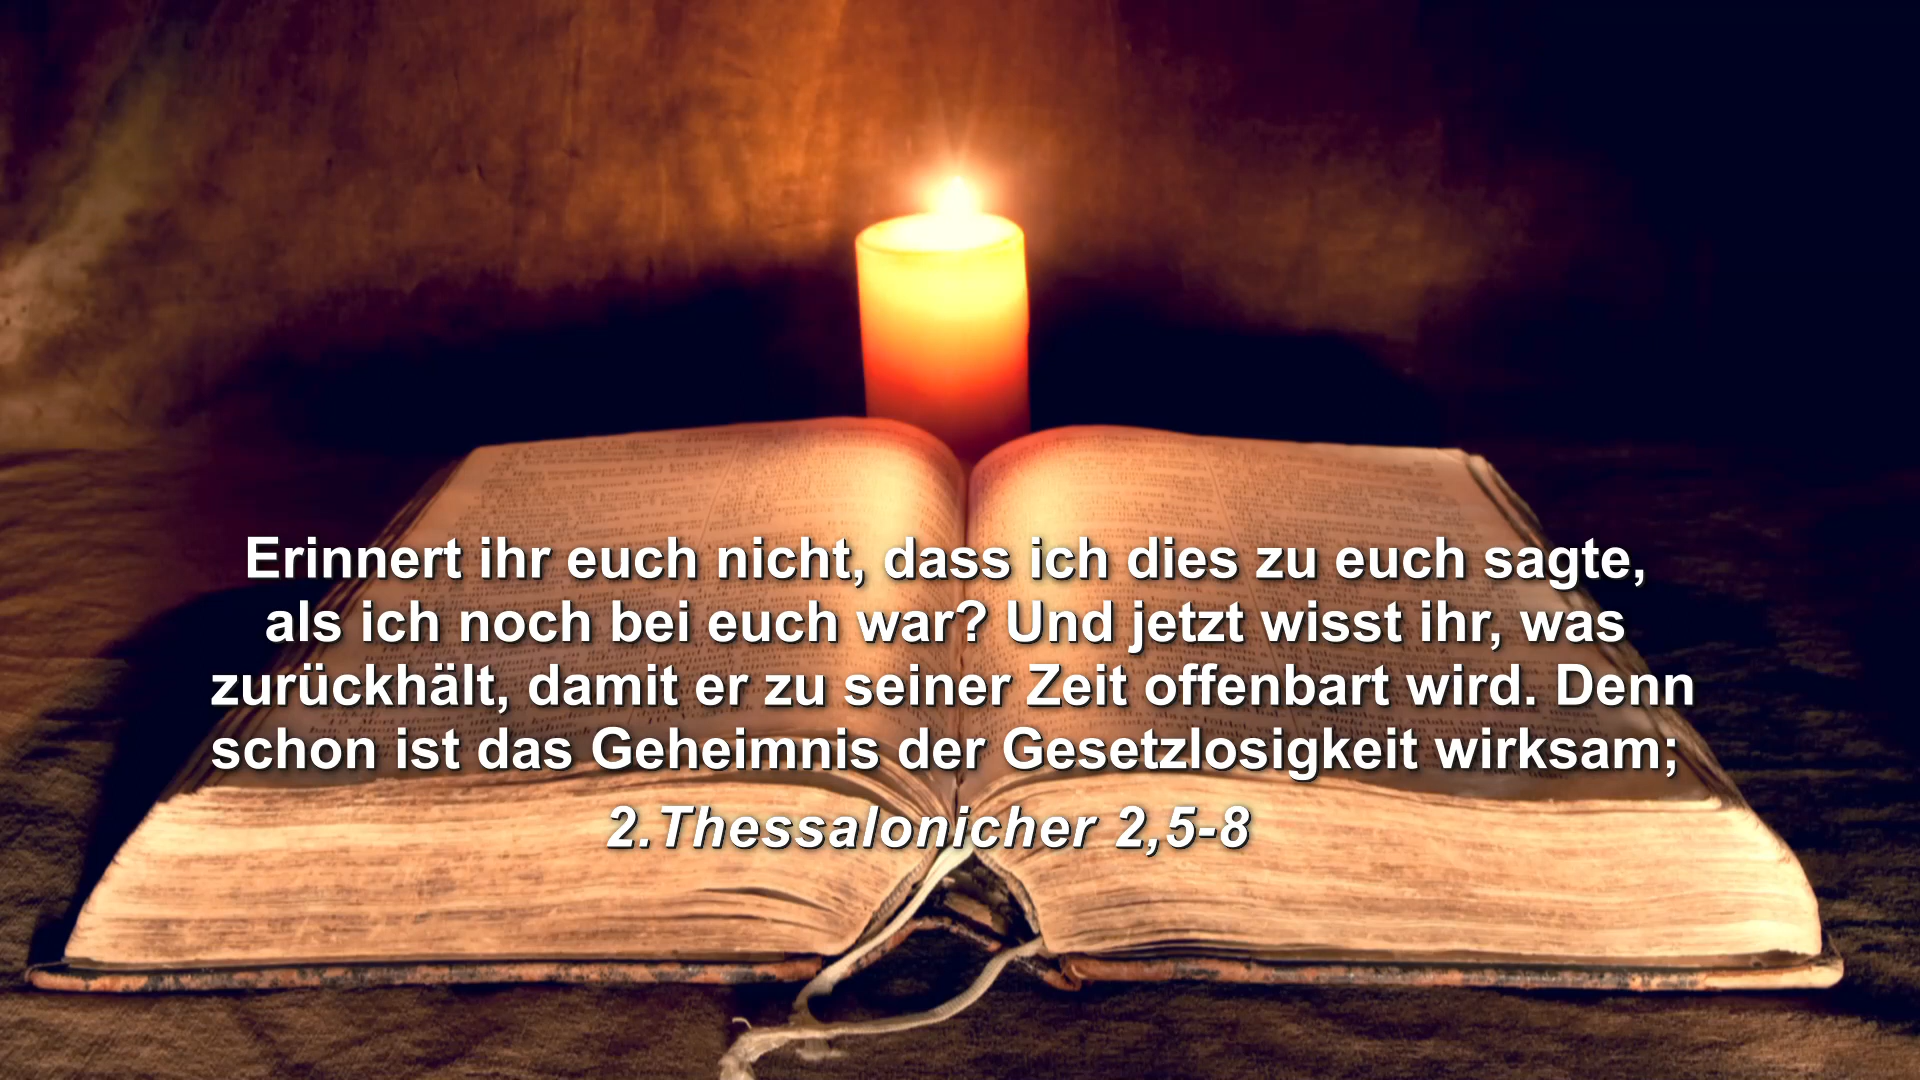 Erinnert ihr euch nicht, dass ich dies zu euch sagte,
als ich noch bei euch war? Und jetzt wisst ihr, was
zurückhält, damit er zu seiner Zeit offenbart wird. Denn
schon ist das Geheimnis der Gesetzlosigkeit wirksam;
2.Thessalonicher 2,5-8